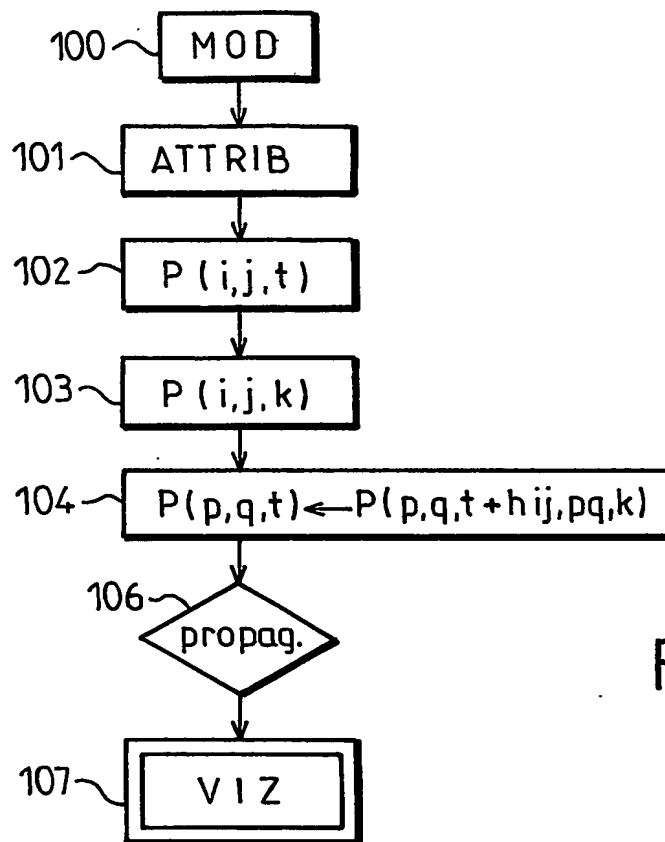 100 MOD
101 ATTRIB
102 P(i,j,t)
103 P(i,j,k)
104 P(p,q,t)←P(p,q,t+hij,pq,k)
106 propag.
107 VIZ